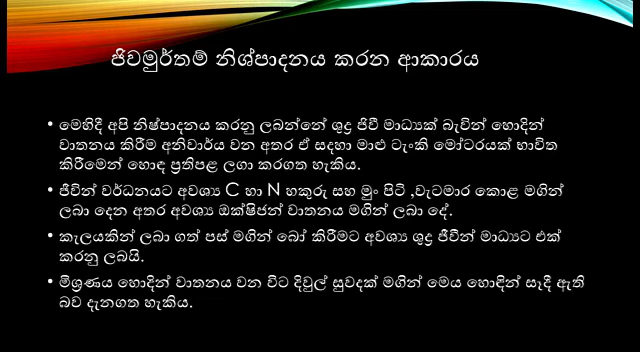 ජිවමුර්තම් නිශ්පාදනය කරන ආකාරය
• මෙහිදී අපි නිෂ්පාදනය කරනු ලබන්නේ ශුද්‍ර ජිවී මාධ්‍යක් බැවින් හොදින්
වාතනය කිරීම අනිවාර්ය වන අතර ඒ සදහා මාළු ටැංකි මෝටරයක් භාවිත
කිරීමෙන් හොඳ ප්‍රතිපළ ලගා කරගත හැකිය.
• ජීවින් වර්ධනයට අවශ්‍ය C හා N හකුරු සහ මුං පිටි ,වැටමාර කොළ මගින්
ලබා දෙන අතර අවශ්‍ය ඔක්ෂිජන් වාතනය මගින් ලබා දේ.
• කැලයකින් ලබා ගත් පස් මගින් බෝ කිරීමට අවශ්‍ය ශුද්‍ර ජීවීන් මාධ්‍යට එක්
කරනු ලබයි.
• මිශ්‍රණය හොදින් වාතනය වන විට දිවුල් සුවදක් මගින් මෙය හොඳින් සෑදී ඇති
බව දැනගත හැකිය.